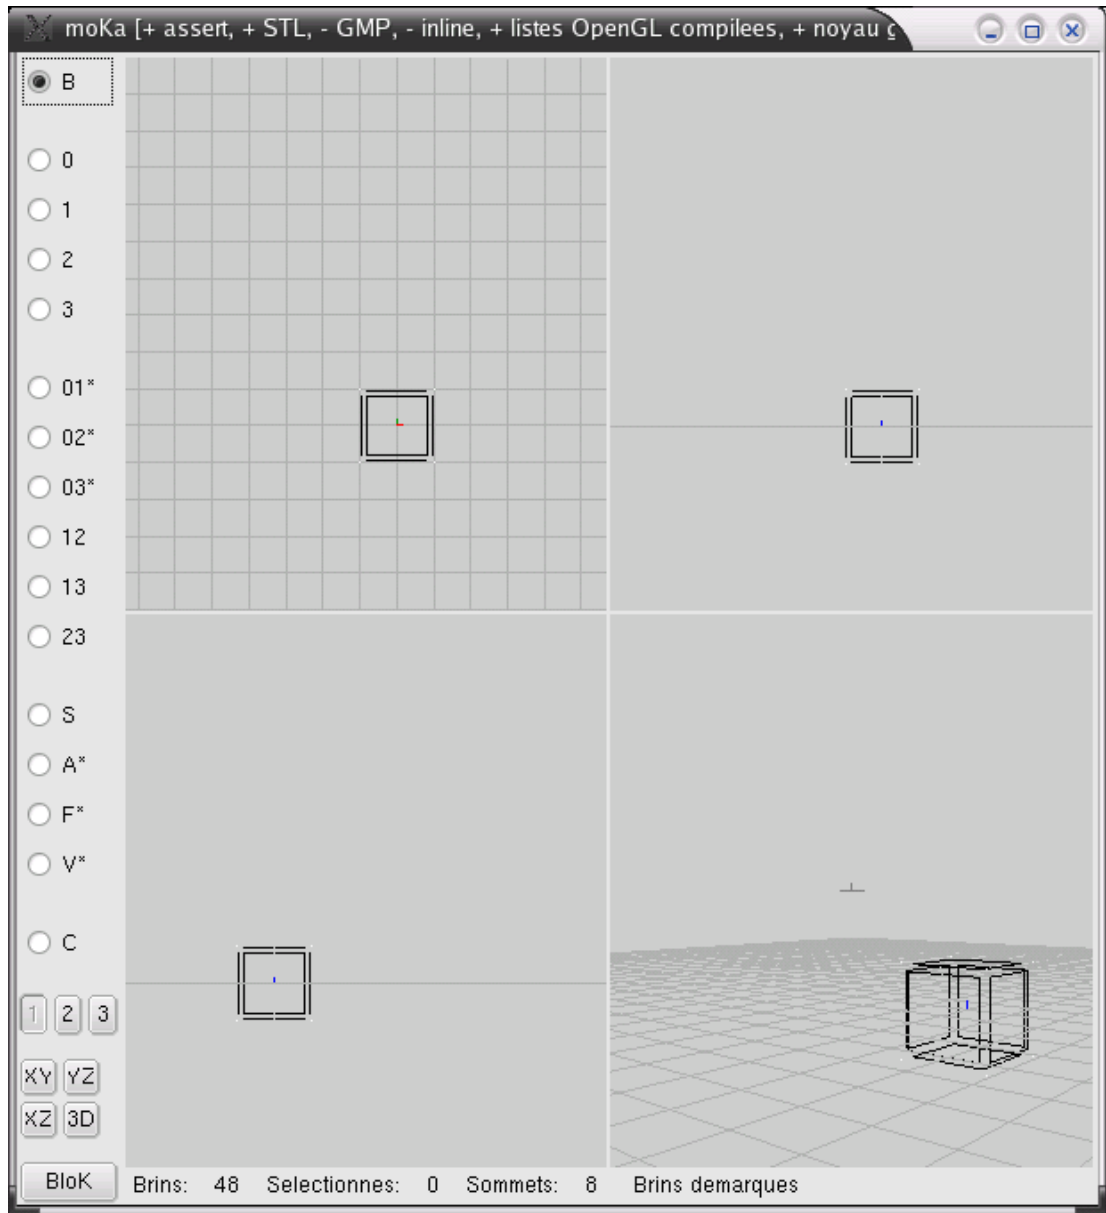 moKa [+ assert, + STL, - GMP, - inline, + listes OpenGL compilees, + noyau g
B
0
1
2
3
01*
02*
03*
12
13
23
S
A*
F*
V*
C
1 2 3
XY YZ
XZ 3D
BloK Brins: 48 Selectionnes: 0 Sommets: 8 Brins demarques